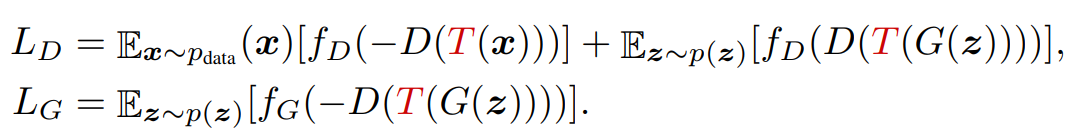 L_D = 𝔼_{x∼p_data}(x)[f_D(−D(T(x)))] + 𝔼_{z∼p(z)}[f_D(D(T(G(z))))],
L_G = 𝔼_{z∼p(z)}[f_G(−D(T(G(z))))].